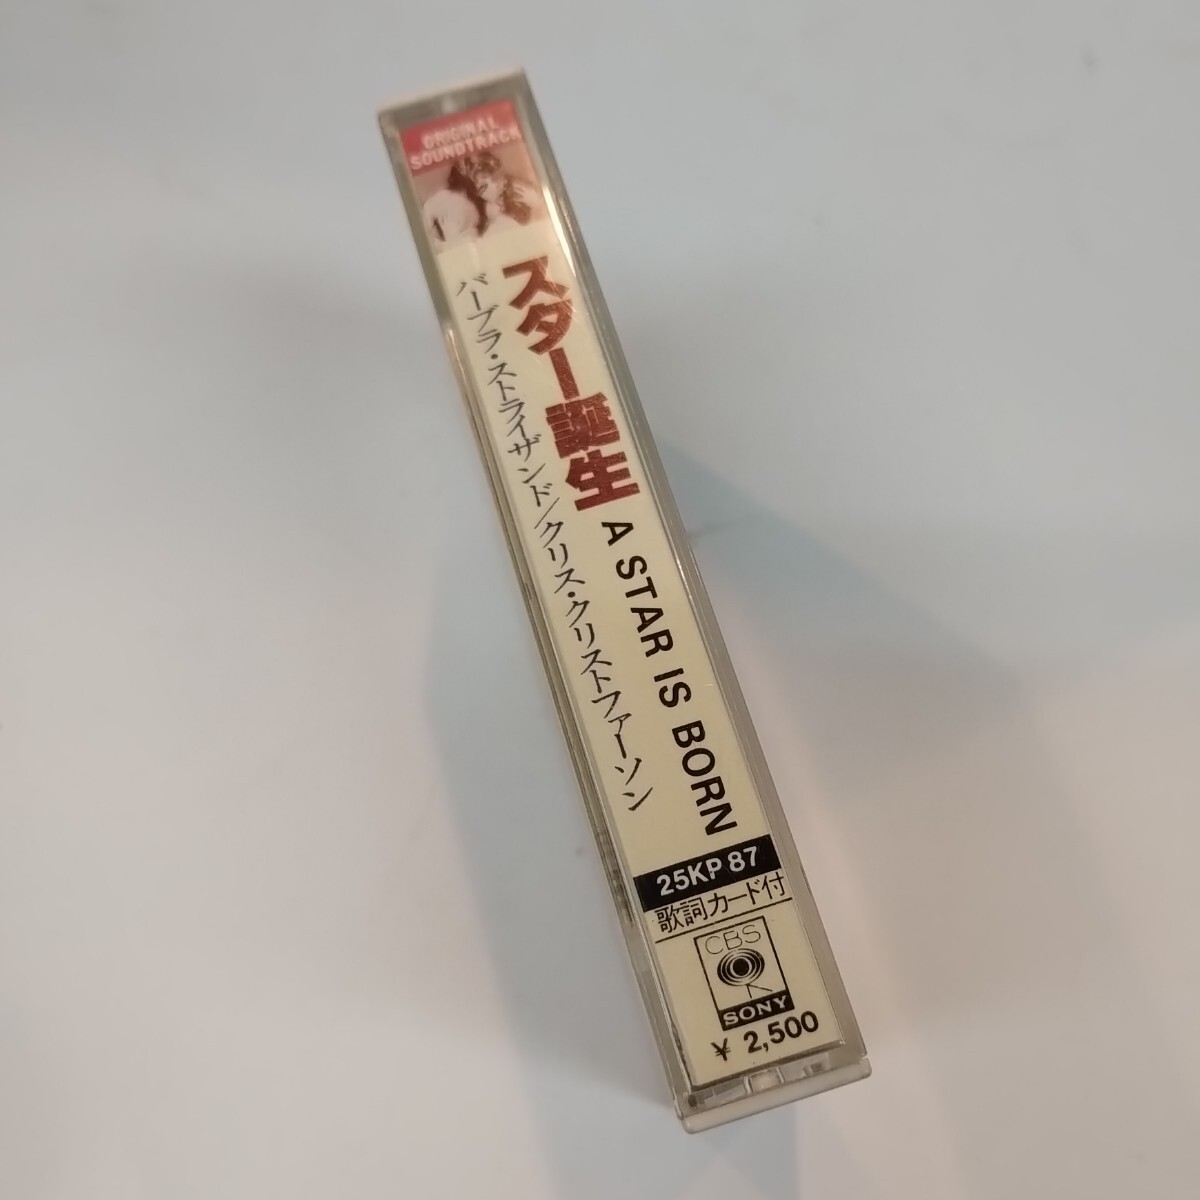 ORIGINAL
SOUNDTRACK
スター誕生 A STAR IS BORN
バーブラ・ストライザンド/クリス・クリストファーソン
25KP 87
歌詞カード付
CBS
SONY
¥ 2,500